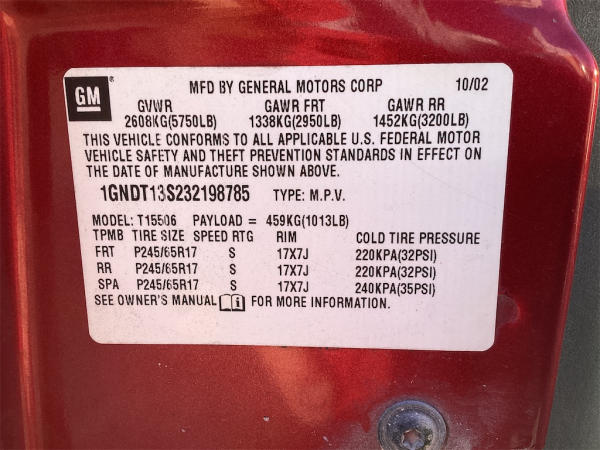 GM ®
MFD BY GENERAL MOTORS CORP 10/02
GVWR GAWR FRT GAWR RR
2608KG(5750LB) 1338KG(2950LB) 1452KG(3200LB)
THIS VEHICLE CONFORMS TO ALL APPLICABLE U.S. FEDERAL MOTOR
VEHICLE SAFETY AND THEFT PREVENTION STANDARDS IN EFFECT ON
THE DATE OF MANUFACTURE SHOWN ABOVE.
1GNDT13S232198785 TYPE: M.P.V.
MODEL: T15506 PAYLOAD = 459KG(1013LB)
TPMB TIRE SIZE SPEED RTG RIM COLD TIRE PRESSURE
FRT P245/65R17 S 17X7J 220KPA(32PSI)
RR P245/65R17 S 17X7J 220KPA(32PSI)
SPA P245/65R17 S 17X7J 240KPA(35PSI)
SEE OWNER'S MANUAL FOR MORE INFORMATION.